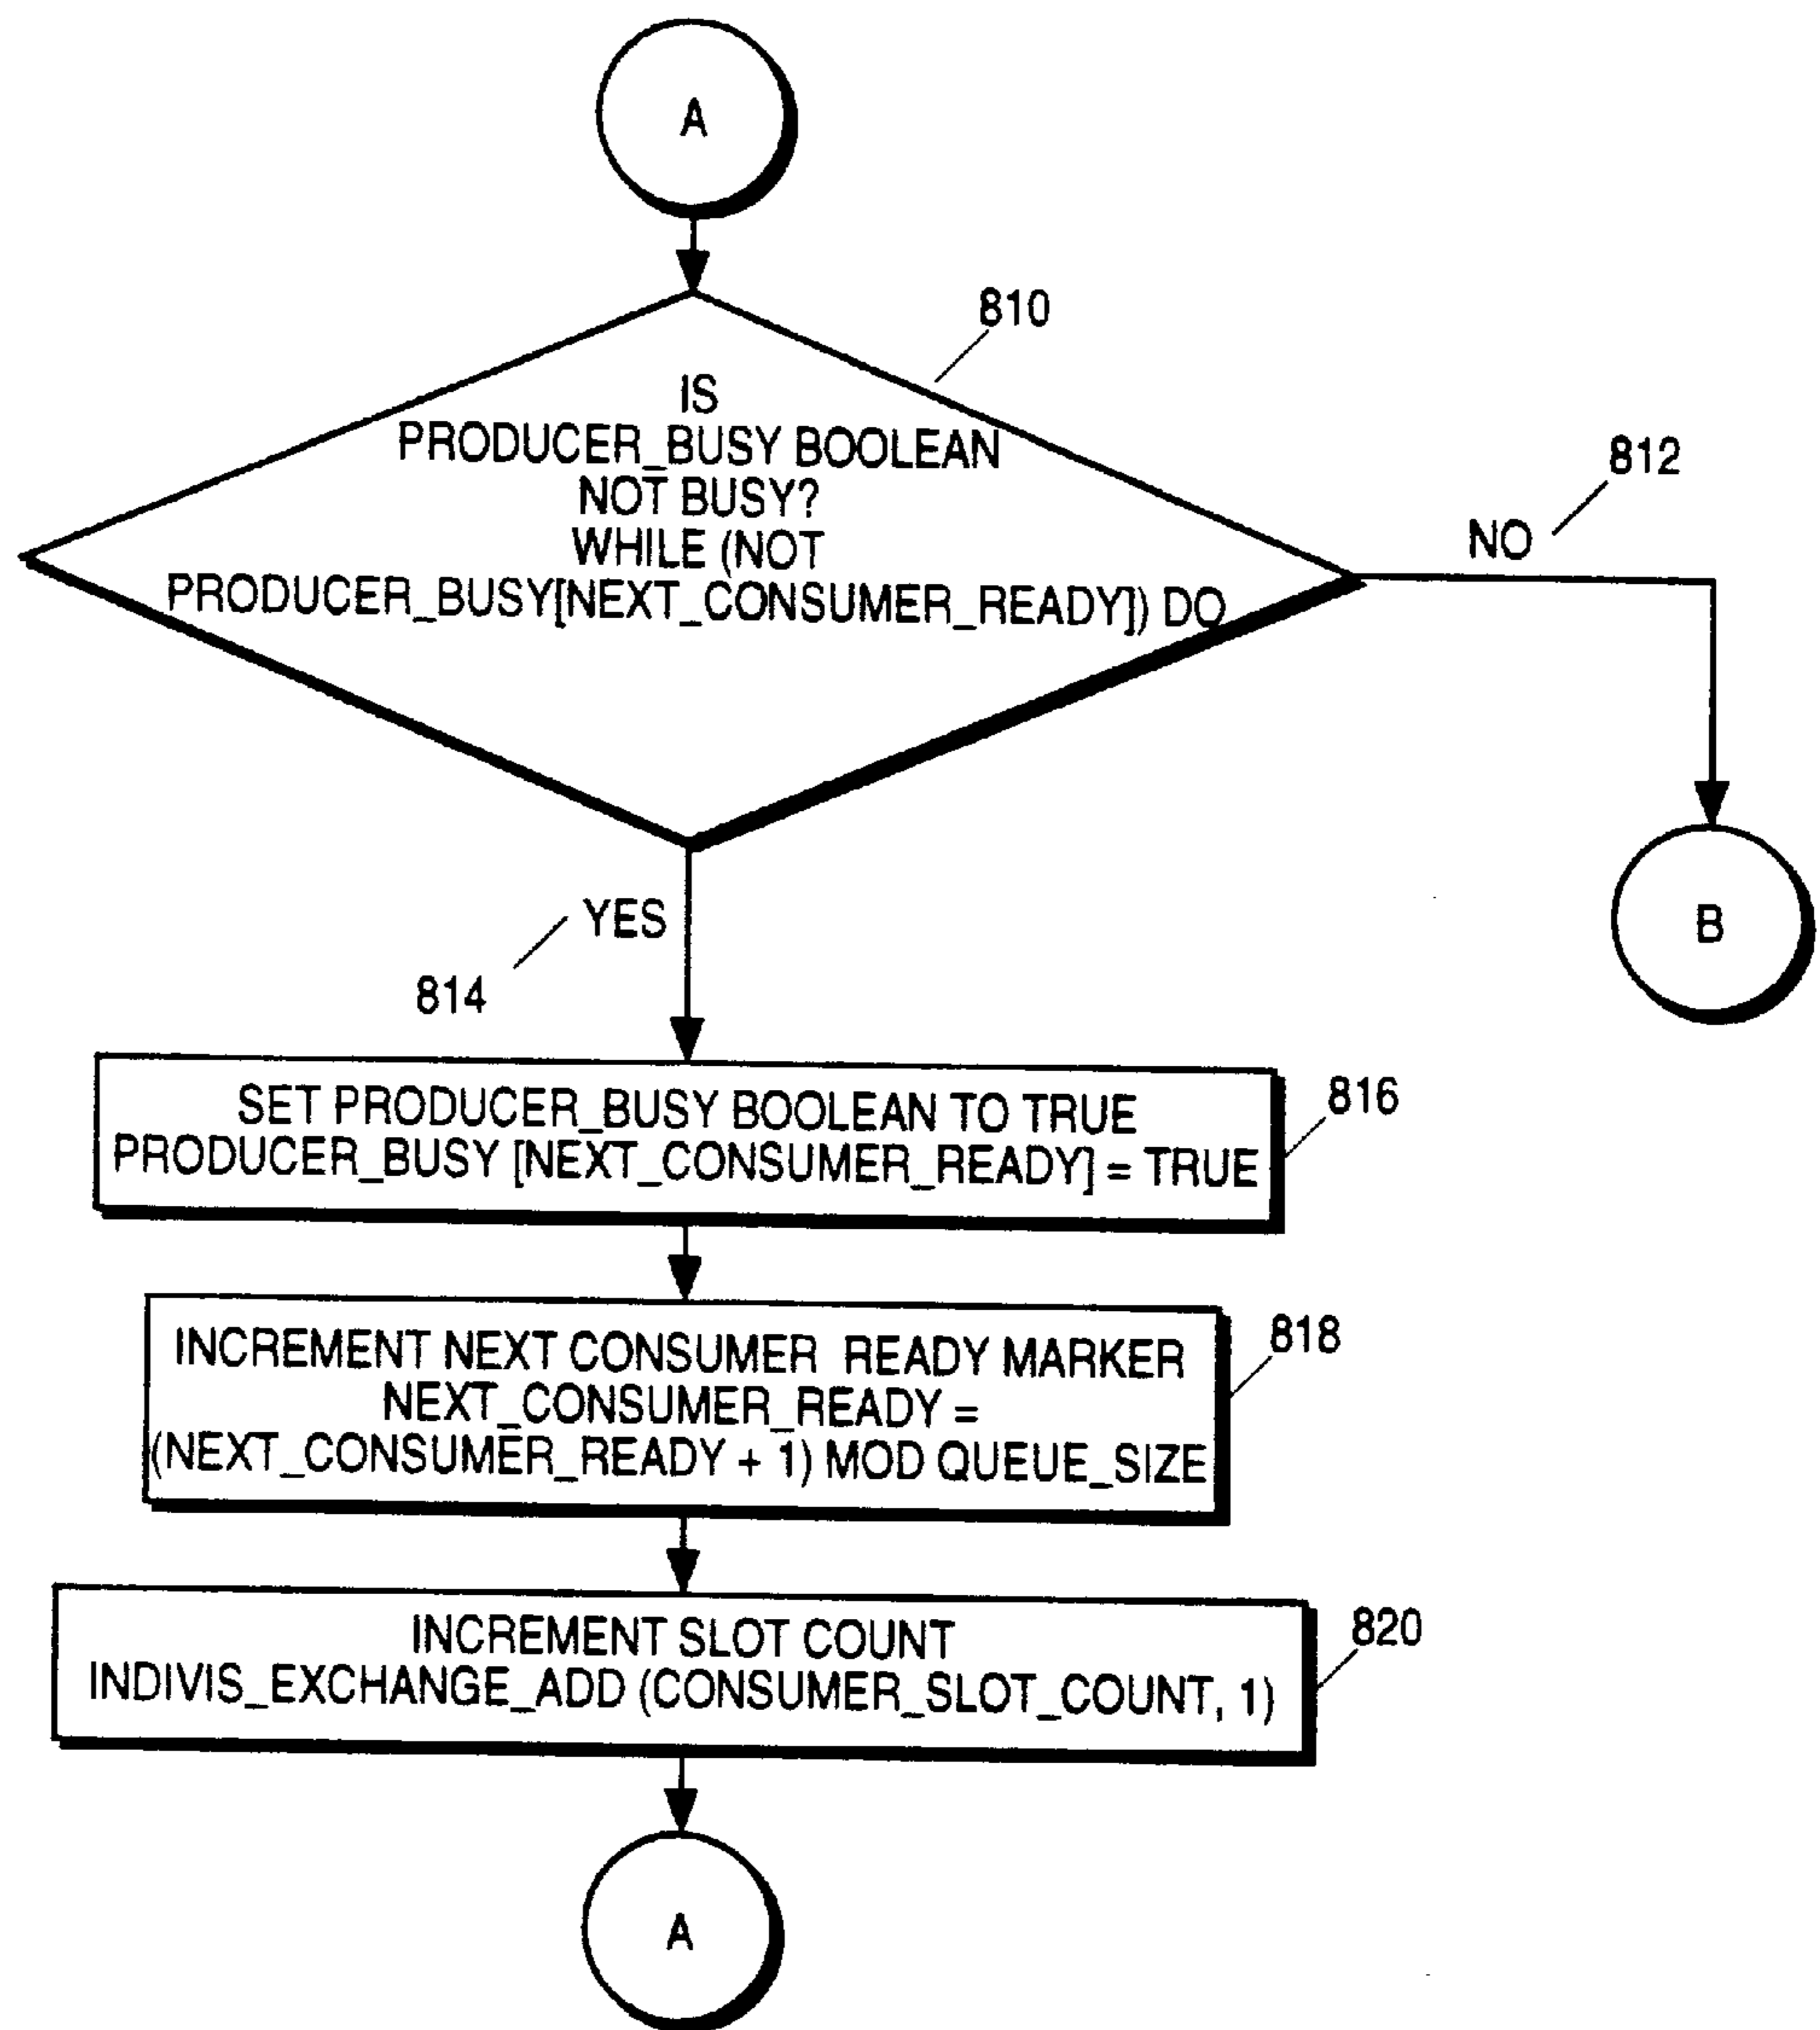 A
810
IS
PRODUCER_BUSY BOOLEAN
NOT BUSY?
WHILE (NOT
PRODUCER_BUSY[NEXT_CONSUMER_READY]) DO
812
NO
B
YES
814
SET PRODUCER_BUSY BOOLEAN TO TRUE
PRODUCER_BUSY [NEXT_CONSUMER_READY] = TRUE
816
INCREMENT NEXT CONSUMER READY MARKER
NEXT_CONSUMER_READY =
(NEXT_CONSUMER_READY + 1) MOD QUEUE_SIZE
818
INCREMENT SLOT COUNT
INDIVIS_EXCHANGE_ADD (CONSUMER_SLOT_COUNT, 1)
820
A